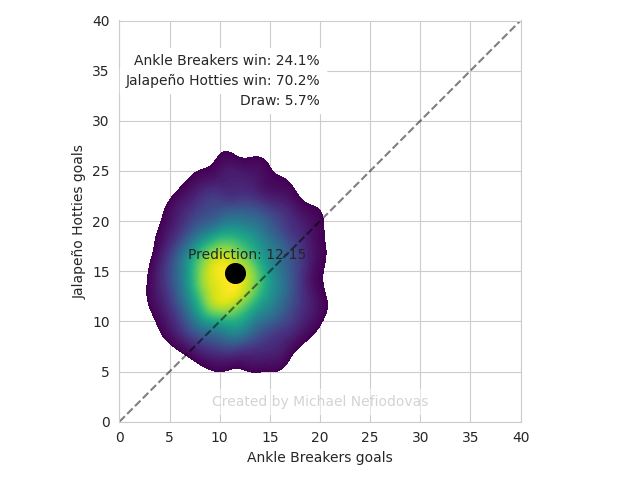 40
35
30
25
20
15
10
5
0
Jalapeño Hotties goals
Ankle Breakers win: 24.1%
Jalapeño Hotties win: 70.2%
Draw: 5.7%
Prediction: 12-15
Created by Michael Nefiodovas
0 5 10 15 20 25 30 35 40
Ankle Breakers goals